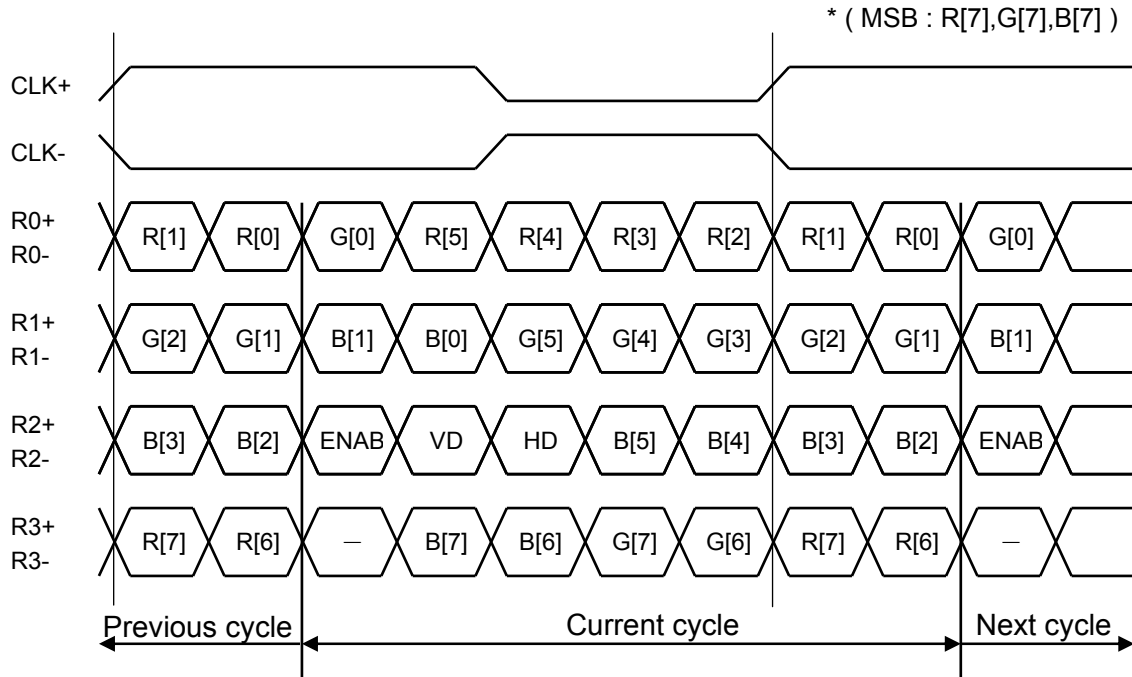 * ( MSB : R[7],G[7],B[7] )
CLK+
CLK-
R0+
R0-
R[1] R[0] G[0] R[5] R[4] R[3] R[2] R[1] R[0] G[0]
R1+
R1-
G[2] G[1] B[1] B[0] G[5] G[4] G[3] G[2] G[1] B[1]
R2+
R2-
B[3] B[2] ENAB VD HD B[5] B[4] B[3] B[2] ENAB
R3+
R3-
R[7] R[6] — B[7] B[6] G[7] G[6] R[7] R[6] —
Previous cycle Current cycle Next cycle